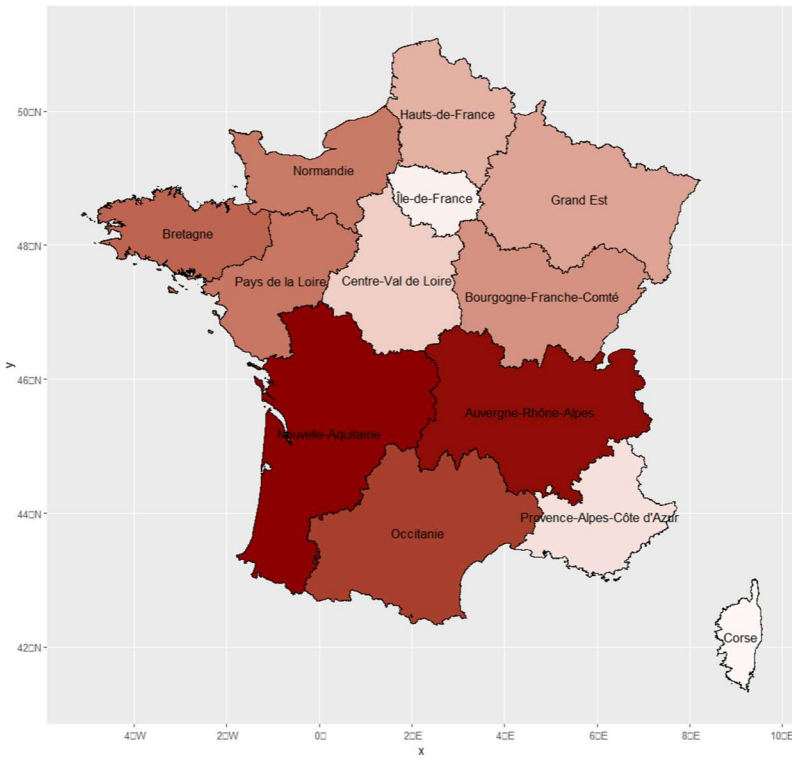 50□N
48□N
46□N
44□N
42□N
y
Hauts-de-France
Normandie
Île-de-France
Grand Est
Bretagne
Pays de la Loire
Centre-Val de Loire
Bourgogne-Franche-Comté
Auvergne-Rhône-Alpes
Nouvelle-Aquitaine
Provence-Alpes-Côte d'Azur
Occitanie
Corse
4□W
2□W
0□
2□E
4□E
6□E
8□E
10□E
x